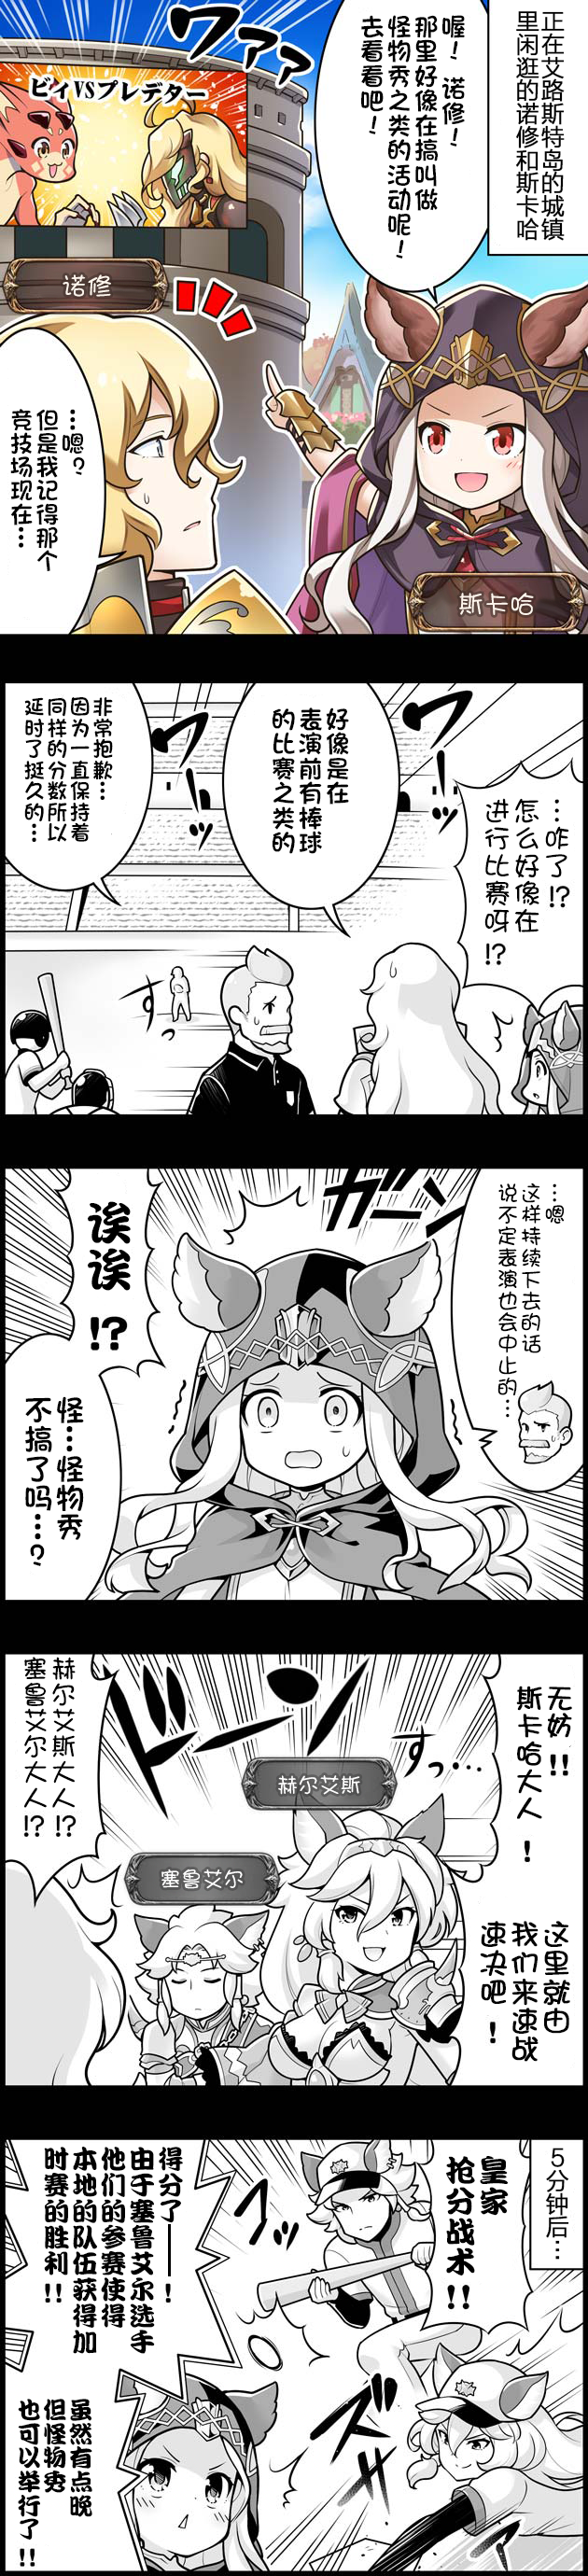 正在艾路斯特岛的城镇
里闲逛的诺修和斯卡哈
喔！诺修！
那里好像在搞叫做
怪物秀之类的活动呢！
去看看吧！
ワァァァ
ビィVSプレデター
诺修
…嗯？
但是我记得那个
竞技场现在…
斯卡哈
…咋了!?
怎么好像在
进行比赛呀
!?
ワーッ
好像是在
表演前有棒球
的比赛之类的
ワーッ
非常抱歉…
因为一直保持着
同样的分数所以
延时了挺久的…
すっ
…嗯
这样持续下去的话
说不定表演也会中止的…
ガーン
诶诶!?
怪…怪物秀
不搞了吗…?
无妨!!
斯卡哈大人！
这里就由
我们来速战
速决吧！
すっ…
ドーン
赫尔艾斯
塞鲁艾尔
赫尔艾斯大人!?
塞鲁艾尔大人!?
5分钟后…
皇家
抢分战术!!
ズザッ
得分了——！
由于塞鲁艾尔选手
他们的参赛使得
本地的队伍获得加
时赛的胜利!!
虽然有点晚
但怪物秀
也可以举行了!!